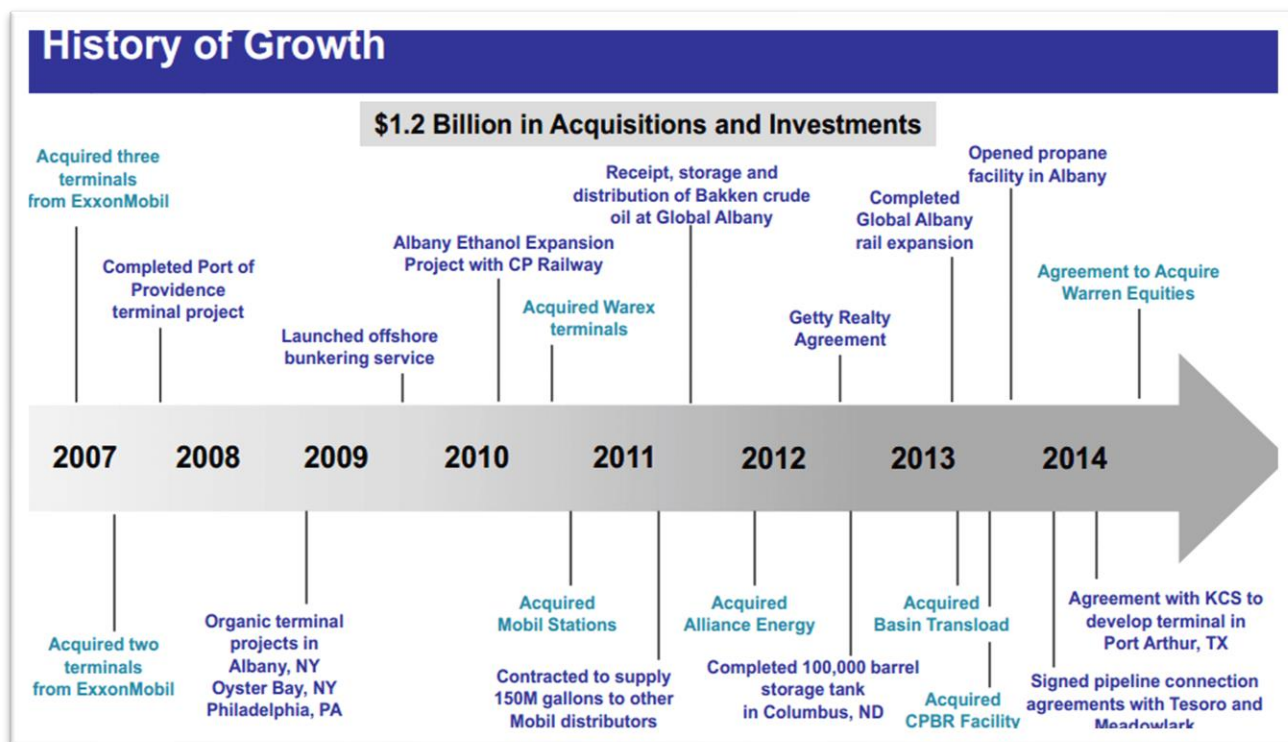 History of Growth
$1.2 Billion in Acquisitions and Investments
Acquired three
terminals
from ExxonMobil
Completed Port of
Providence
terminal project
Launched offshore
bunkering service
Albany Ethanol Expansion
Project with CP Railway
Acquired Warex
terminals
Receipt, storage and
distribution of Bakken crude
oil at Global Albany
Getty Realty
Agreement
Completed
Global Albany
rail expansion
Opened propane
facility in Albany
Agreement to Acquire
Warren Equities
2007 2008 2009 2010 2011 2012 2013 2014
Acquired two
terminals
from ExxonMobil
Organic terminal
projects in
Albany, NY
Oyster Bay, NY
Philadelphia, PA
Acquired
Mobil Stations
Contracted to supply
150M gallons to other
Mobil distributors
Acquired
Alliance Energy
Completed 100,000 barrel
storage tank
in Columbus, ND
Acquired
Basin Transload
Acquired
CPBR Facility
Signed pipeline connection
agreements with Tesoro and
Meadowlark
Agreement with KCS to
develop terminal in
Port Arthur, TX